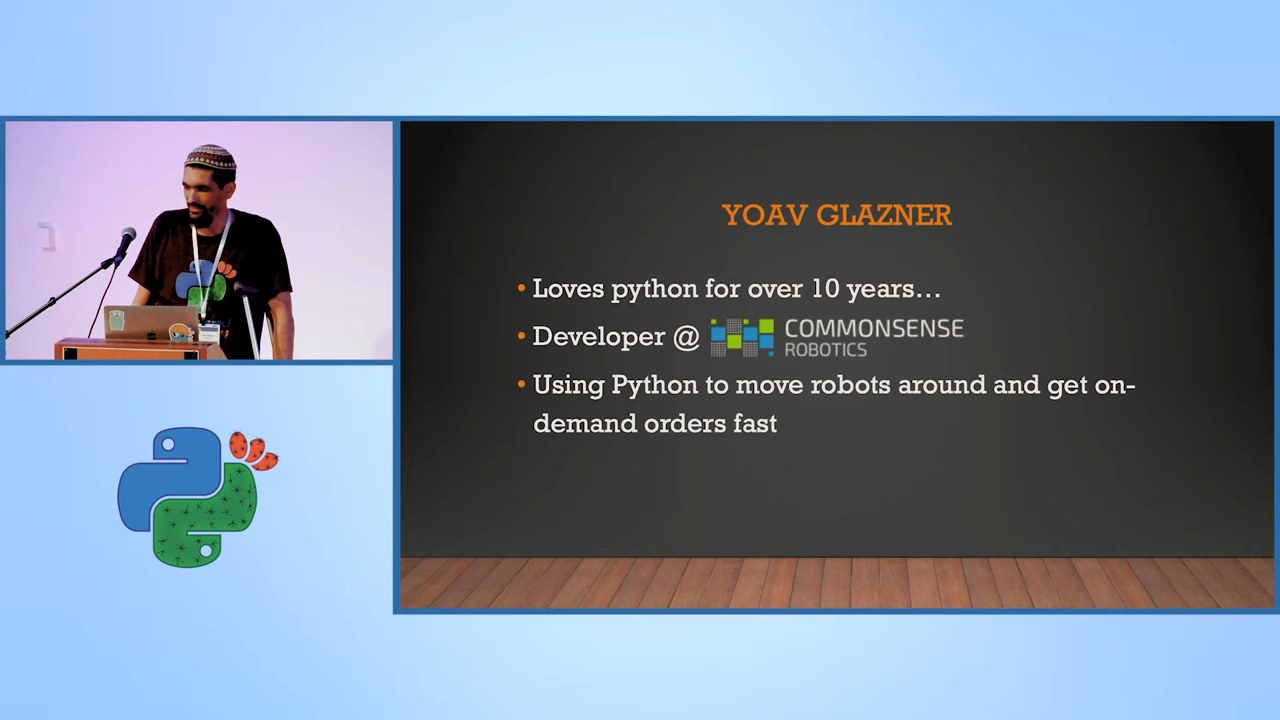 YOAV GLAZNER
• Loves python for over 10 years...
• Developer @ COMMONSENSE
ROBOTICS
• Using Python to move robots around and get on-
demand orders fast